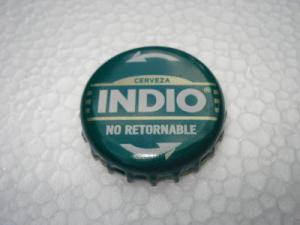 CERVEZA
INDIO®
NO RETORNABLE